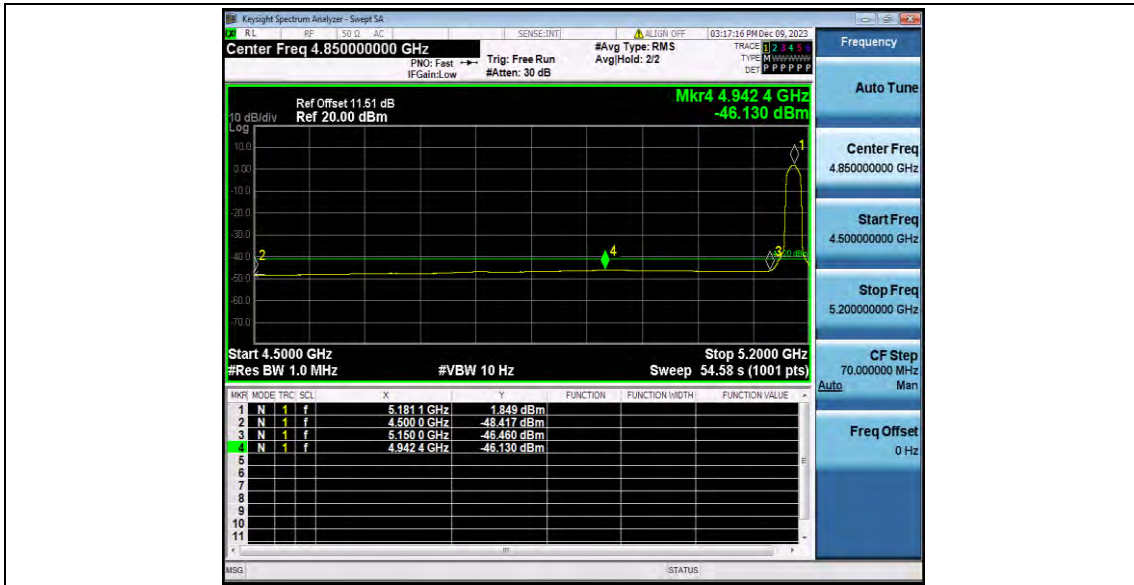 Keysight Spectrum Analyzer - Swept SA
RL RF 50 Ω AC SENSE:INT ALIGN OFF 03:17:16 PM Dec 09, 2023
Center Freq 4.850000000 GHz
PNO: Fast
IFGain:Low
Trig: Free Run
#Atten: 30 dB
#Avg Type: RMS
Avg|Hold: 2/2
TRACE 1 2 3 4 5 6
TYPE M WWWWW
DET P P P P P P
Frequency
Auto Tune
Center Freq
4.850000000 GHz
Start Freq
4.500000000 GHz
Stop Freq
5.200000000 GHz
CF Step
70.000000 MHz
Auto Man
Freq Offset
0 Hz
Mkr4 4.942 4 GHz
-46.130 dBm
Ref Offset 11.51 dB
10 dB/div Ref 20.00 dBm
Log
10.0
0.00
-10.0
-20.0
-30.0
-40.0
-50.0
-60.0
-70.0
1
2
4
3
Start 4.5000 GHz Stop 5.2000 GHz
#Res BW 1.0 MHz #VBW 10 Hz Sweep 54.58 s (1001 pts)
MKR MODE TRC SCL X Y FUNCTION FUNCTION WIDTH FUNCTION VALUE
1 N 1 f 5.181 1 GHz 1.849 dBm
2 N 1 f 4.500 0 GHz -48.417 dBm
3 N 1 f 5.150 0 GHz -46.460 dBm
4 N 1 f 4.942 4 GHz -46.130 dBm
5
6
7
8
9
10
11
MSG STATUS